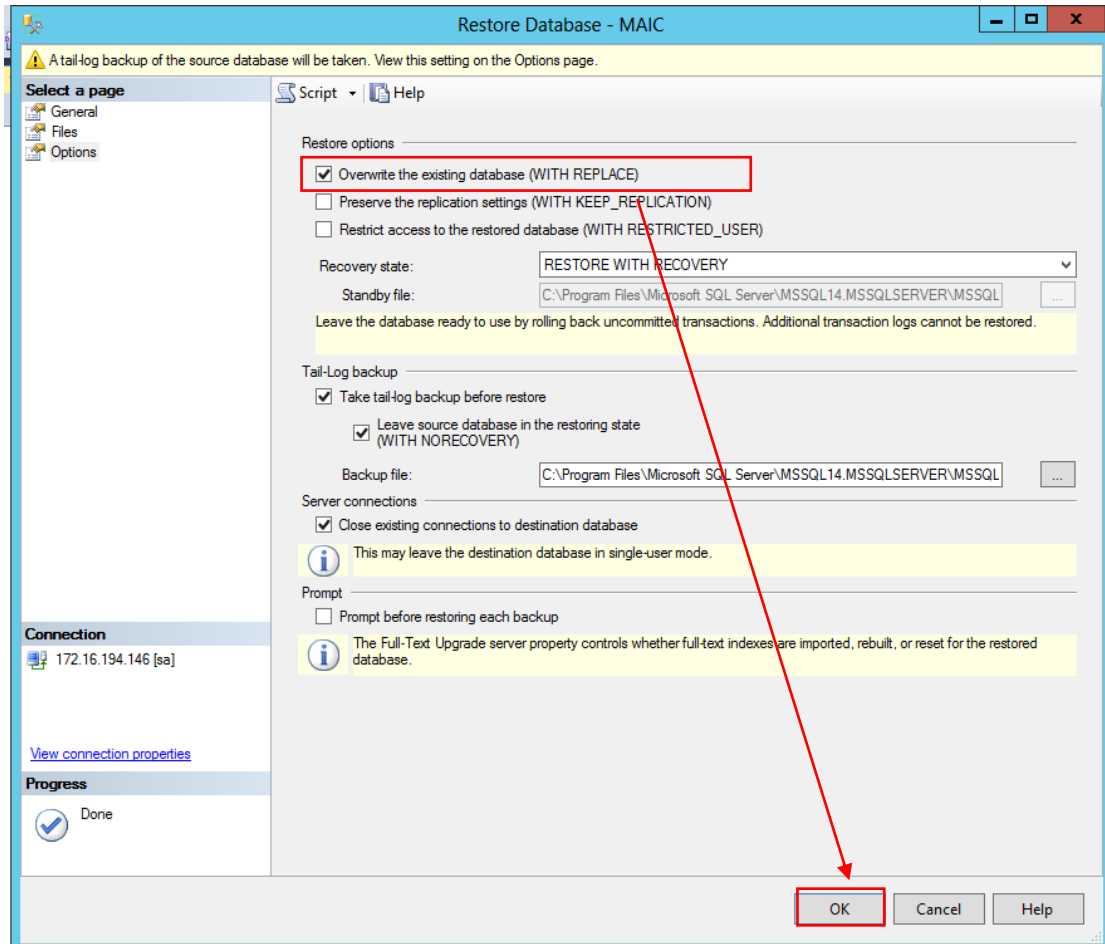 Restore Database - MAIC
A tail-log backup of the source database will be taken. View this setting on the Options page.
Select a page
General
Files
Options
Script
Help
Restore options
Overwrite the existing database (WITH REPLACE)
Preserve the replication settings (WITH KEEP_REPLICATION)
Restrict access to the restored database (WITH RESTRICTED_USER)
Recovery state:
RESTORE WITH RECOVERY
Standby file:
C:\Program Files\Microsoft SQL Server\MSSQL14.MSSQLSERVER\MSSQL
...
Leave the database ready to use by rolling back uncommitted transactions. Additional transaction logs cannot be restored.
Tail-Log backup
Take tail-log backup before restore
Leave source database in the restoring state
(WITH NORECOVERY)
Backup file:
C:\Program Files\Microsoft SQL Server\MSSQL14.MSSQLSERVER\MSSQL
...
Server connections
Close existing connections to destination database
This may leave the destination database in single-user mode.
Prompt
Prompt before restoring each backup
The Full-Text Upgrade server property controls whether full-text indexes are imported, rebuilt, or reset for the restored
database.
Connection
172.16.194.146 [sa]
View connection properties
Progress
Done
OK
Cancel
Help